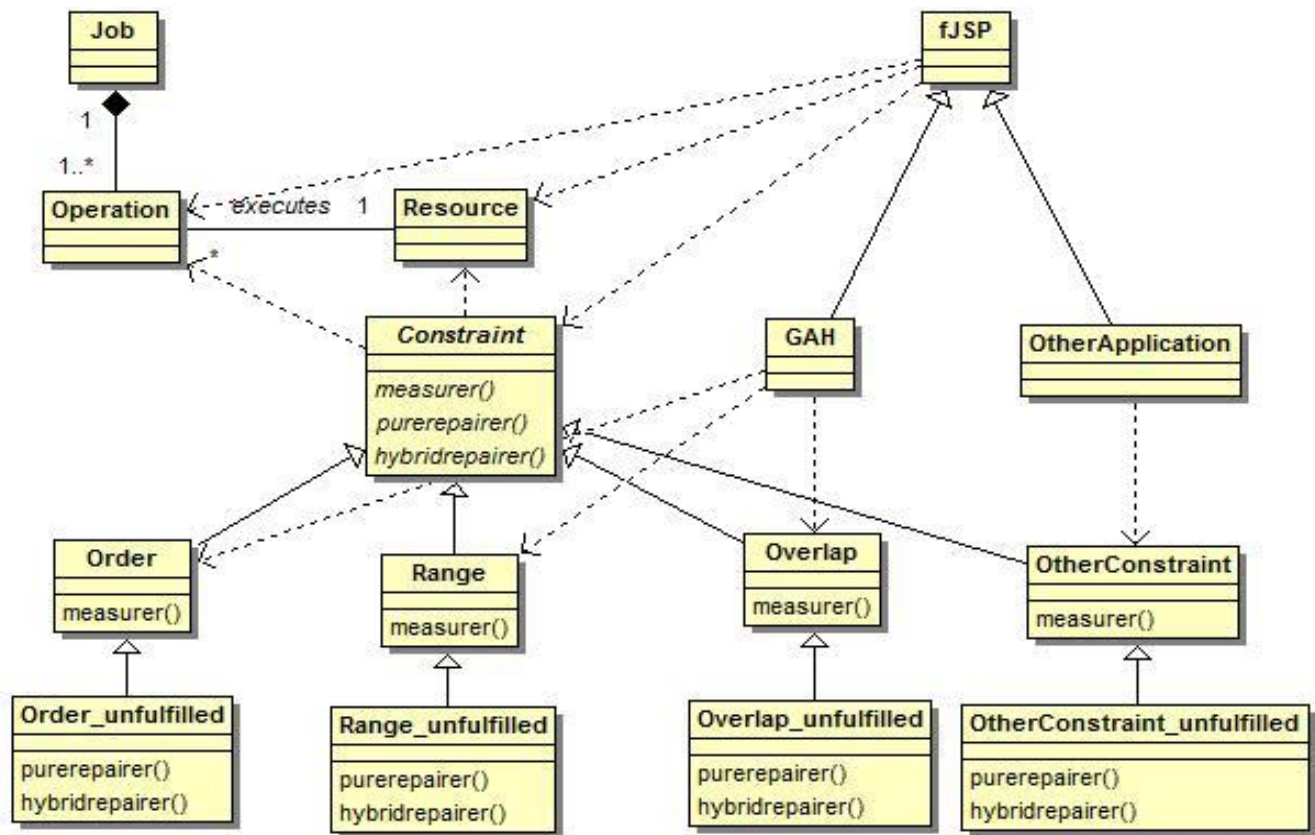 Job
fJSP
1
1..*
Operation
executes 1
Resource
*
Constraint
measurer()
purerepairer()
hybridrepairer()
GAH
OtherApplication
Order
measurer()
Range
measurer()
Overlap
measurer()
OtherConstraint
measurer()
Order_unfulfilled
purerepairer()
hybridrepairer()
Range_unfulfilled
purerepairer()
hybridrepairer()
Overlap_unfulfilled
purerepairer()
hybridrepairer()
OtherConstraint_unfulfilled
purerepairer()
hybridrepairer()